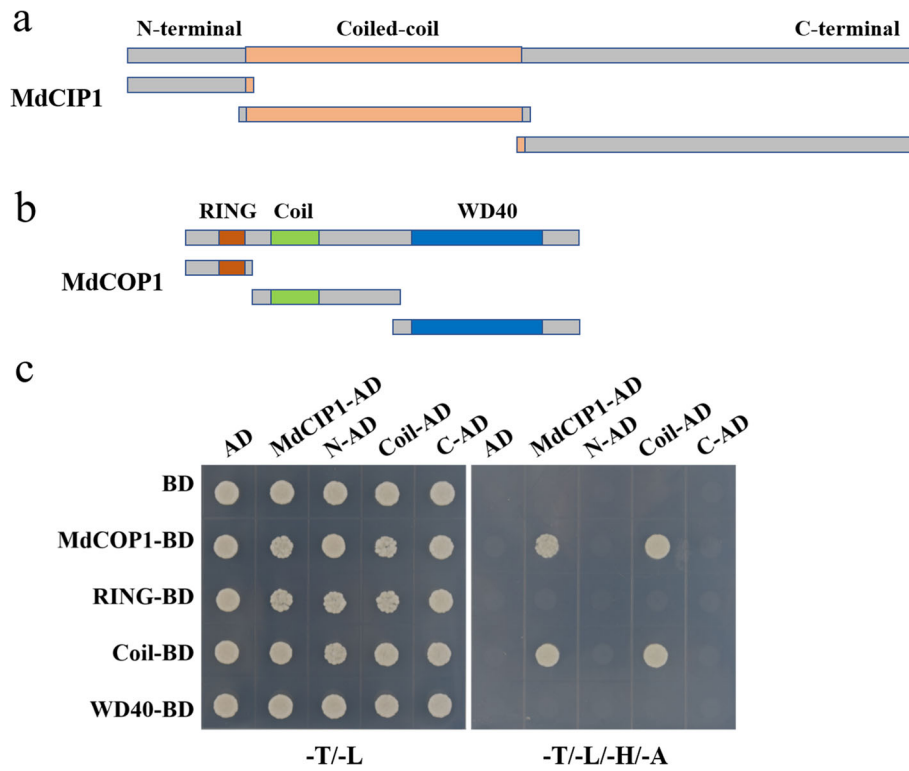 a
N-terminal Coiled-coil C-terminal
MdCIP1
b
RING Coil WD40
MdCOP1
c
AD MdCIP1-AD N-AD Coil-AD C-AD AD MdCIP1-AD N-AD Coil-AD C-AD
BD
MdCOP1-BD
RING-BD
Coil-BD
WD40-BD
-T/-L -T/-L/-H/-A